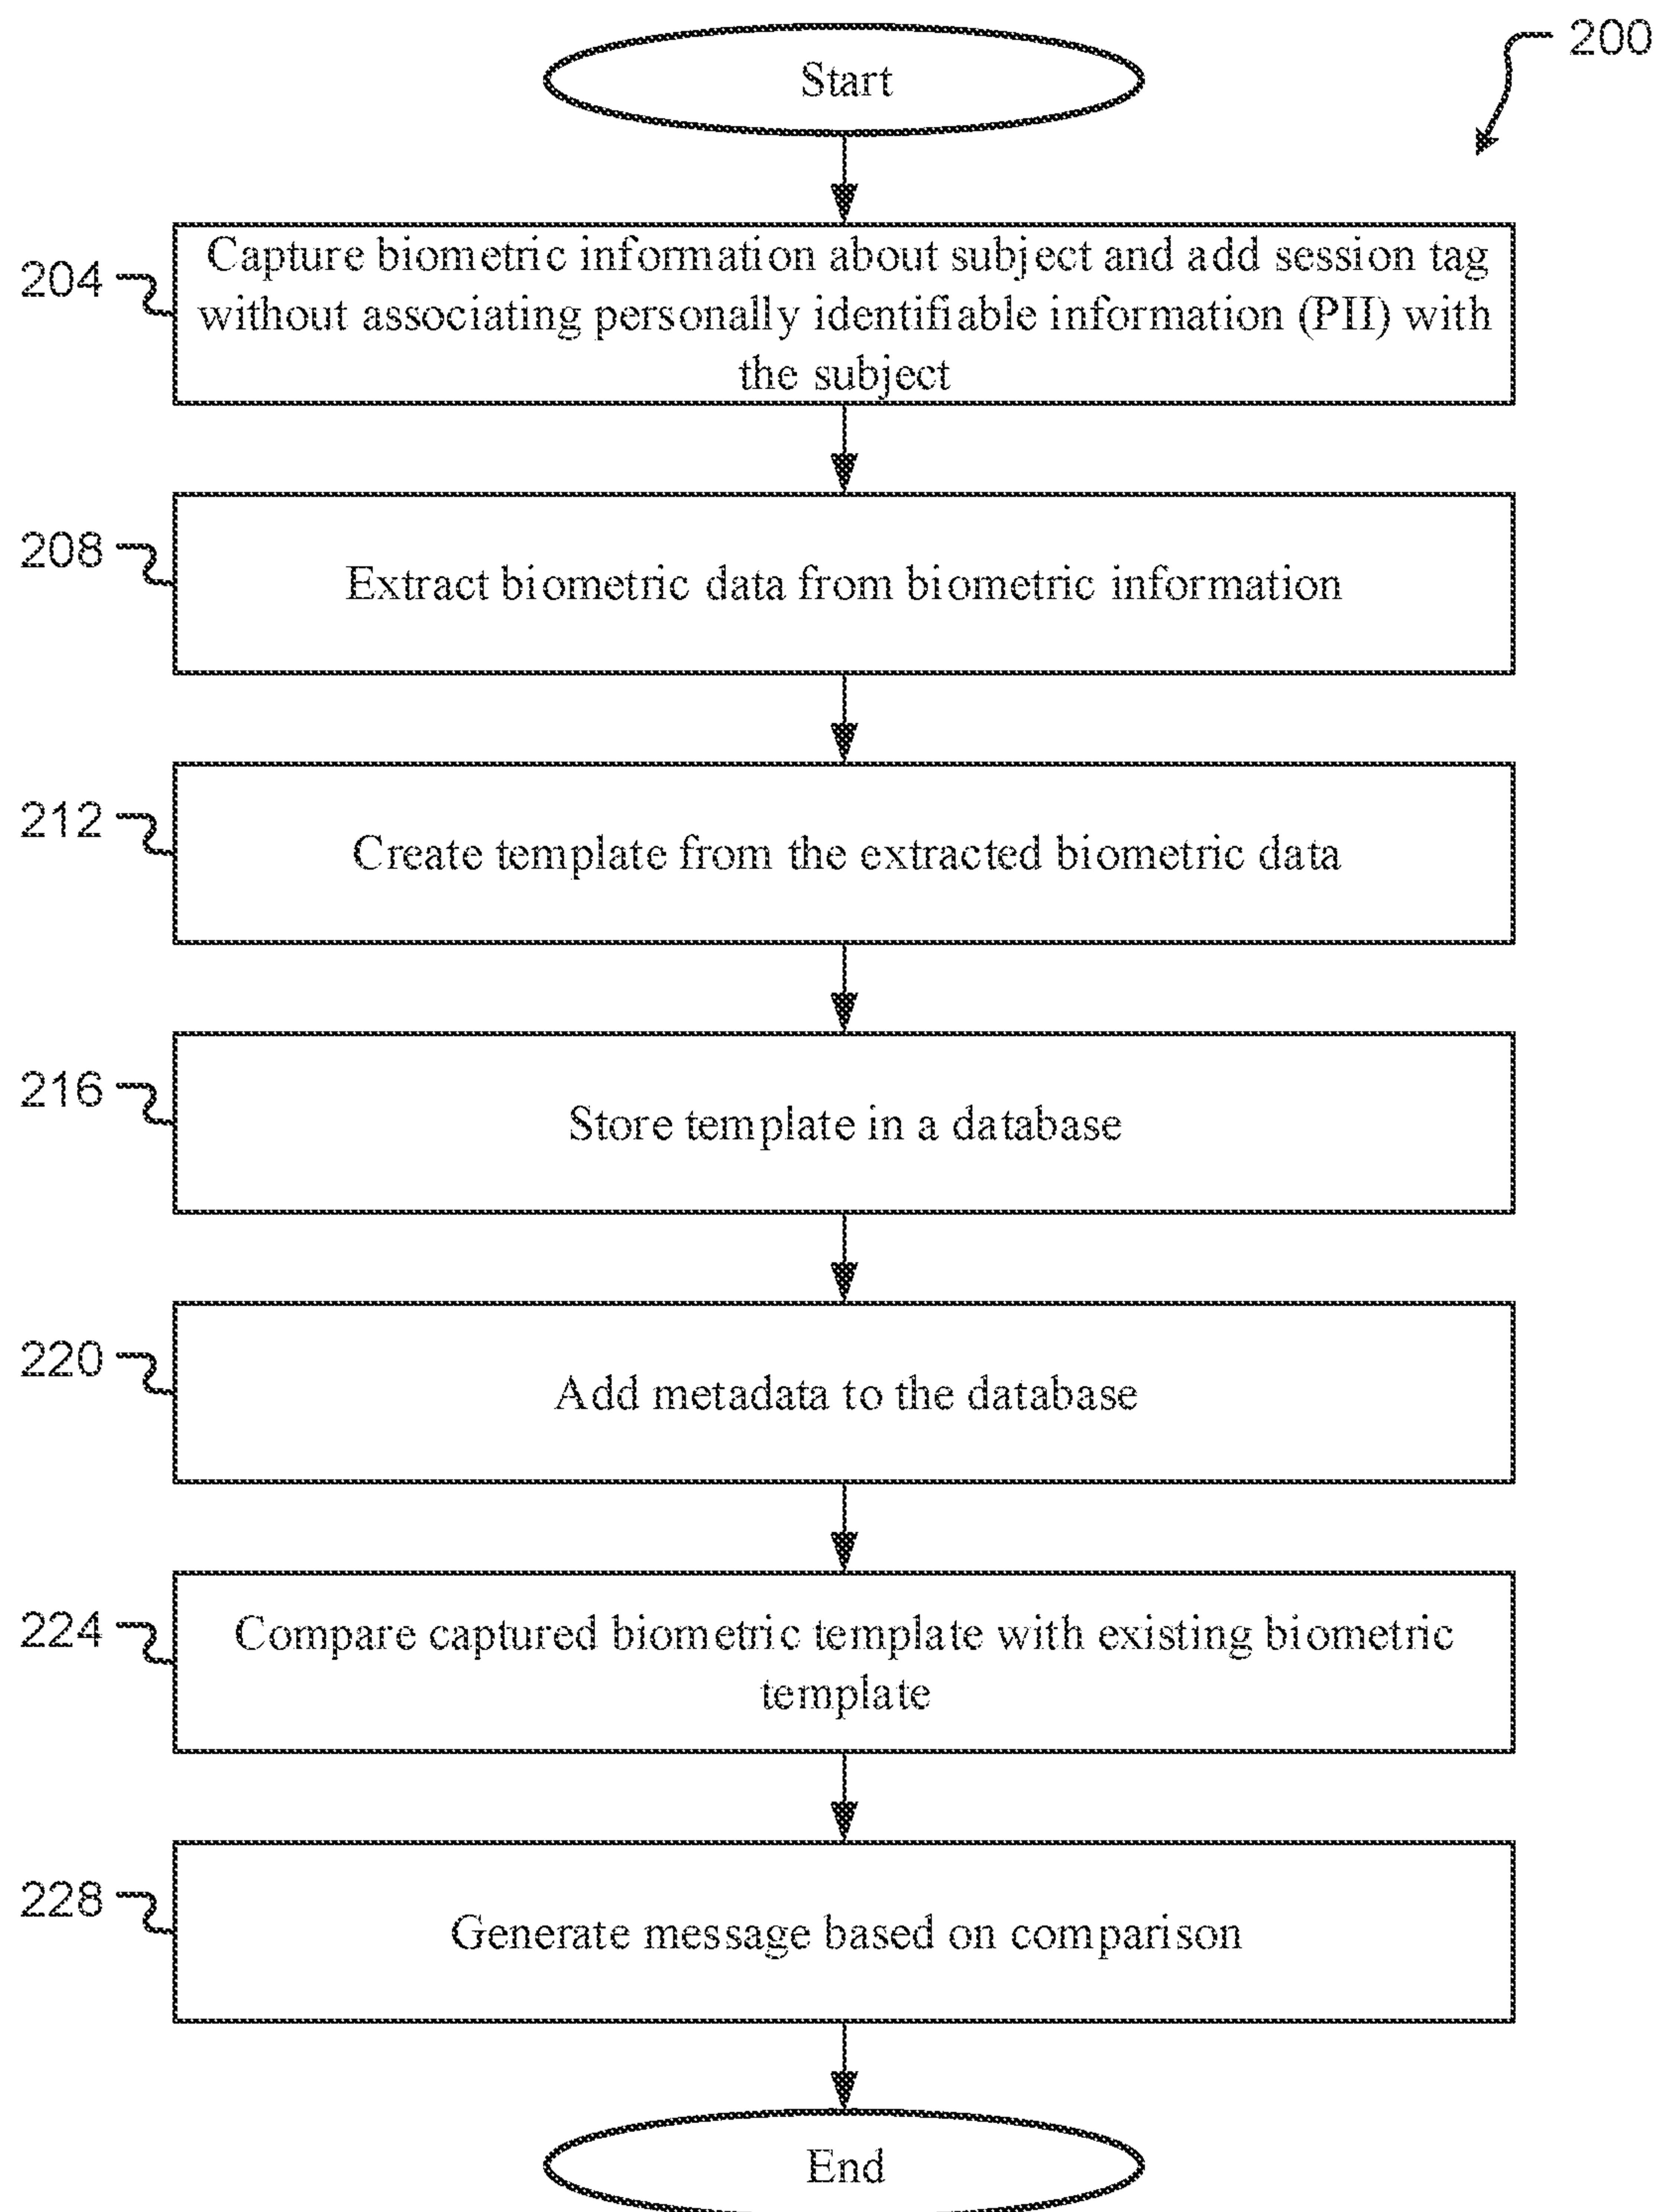 200
Start
204
Capture biometric information about subject and add session tag
without associating personally identifiable information (PII) with
the subject
208
Extract biometric data from biometric information
212
Create template from the extracted biometric data
216
Store template in a database
220
Add metadata to the database
224
Compare captured biometric template with existing biometric
template
228
Generate message based on comparison
End